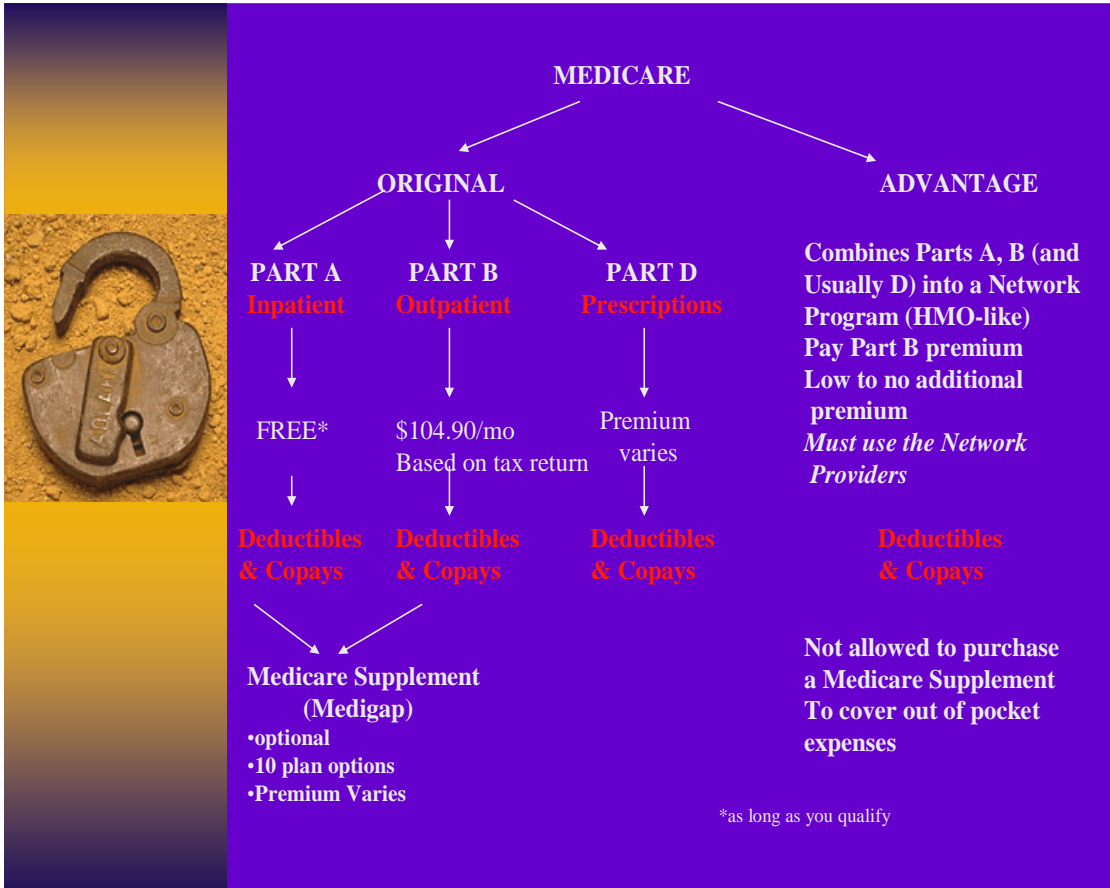 MEDICARE
ORIGINAL
ADVANTAGE
PART A
Inpatient
PART B
Outpatient
PART D
Prescriptions
FREE*
$104.90/mo
Based on tax return
Premium
varies
Deductibles
& Copays
Deductibles
& Copays
Deductibles
& Copays
Medicare Supplement
(Medigap)
•optional
•10 plan options
•Premium Varies
Combines Parts A, B (and
Usually D) into a Network
Program (HMO-like)
Pay Part B premium
Low to no additional
premium
Must use the Network
Providers
Deductibles
& Copays
Not allowed to purchase
a Medicare Supplement
To cover out of pocket
expenses
*as long as you qualify